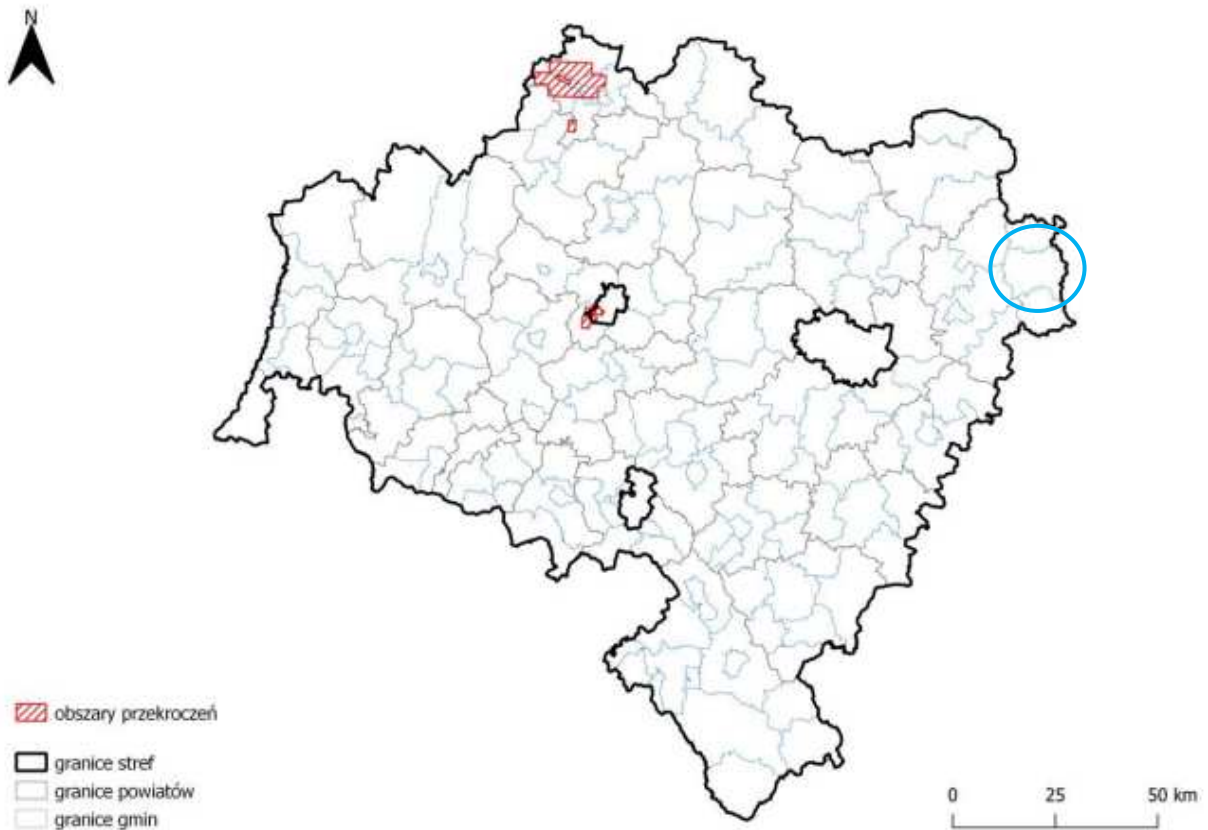 N
obszary przekroczeń
granice stref
granice powiatów
granice gmin
0 25 50 km